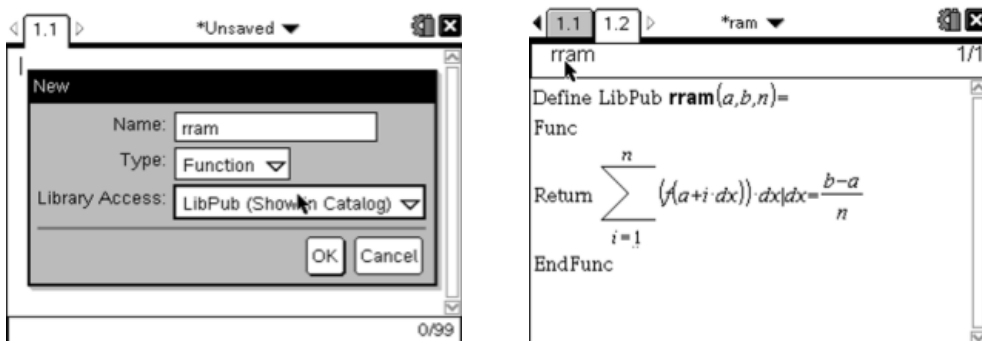 1.1 *Unsaved
New
Name: rram
Type: Function
Library Access: LibPub (Show in Catalog)
OK Cancel
0/99
1.1 1.2 *ram
rram 1/1
Define LibPub rram(a,b,n)=
Func
n
Return ∑ (f(a+i·dx))·dx|dx=b−a
n
i=1
EndFunc